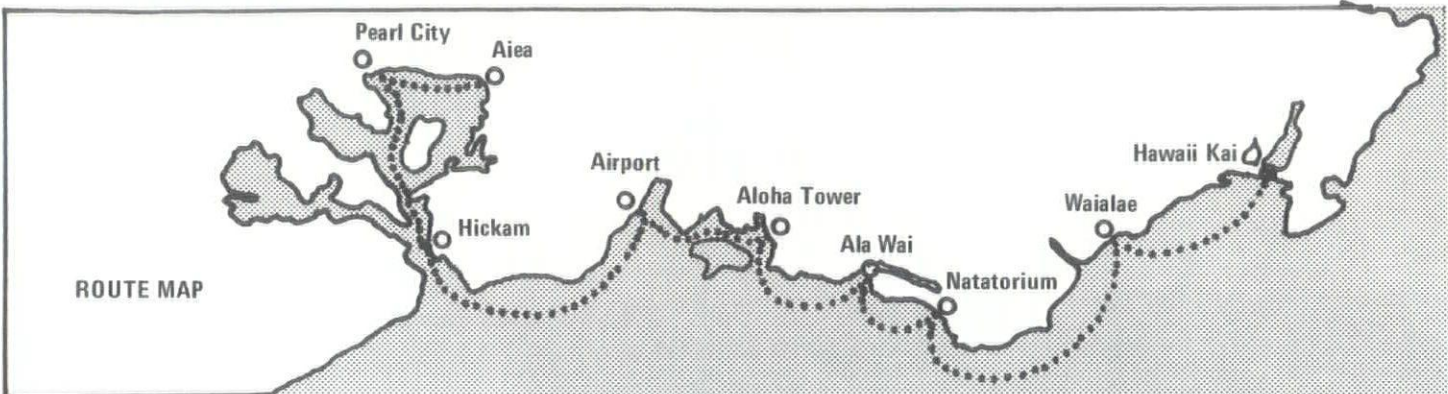 Pearl City
Aiea
Airport
Hickam
Aloha Tower
Ala Wai
Natatorium
Hawaii Kai
Waialae
ROUTE MAP